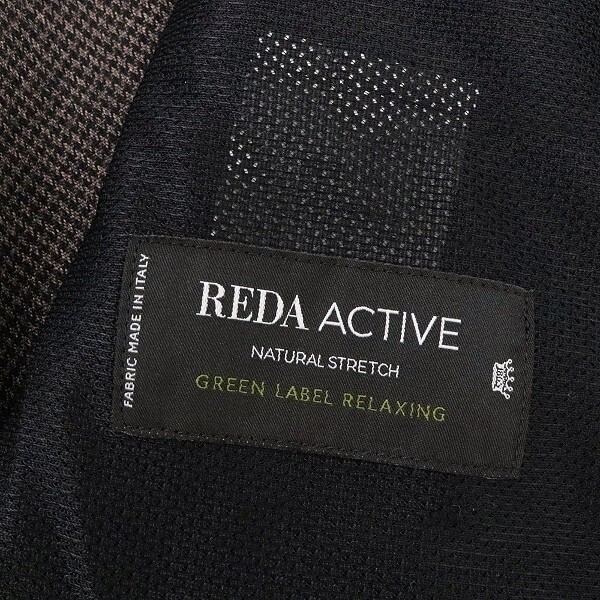 FABRIC MADE IN ITALY
REDA ACTIVE
NATURAL STRETCH
GREEN LABEL RELAXING